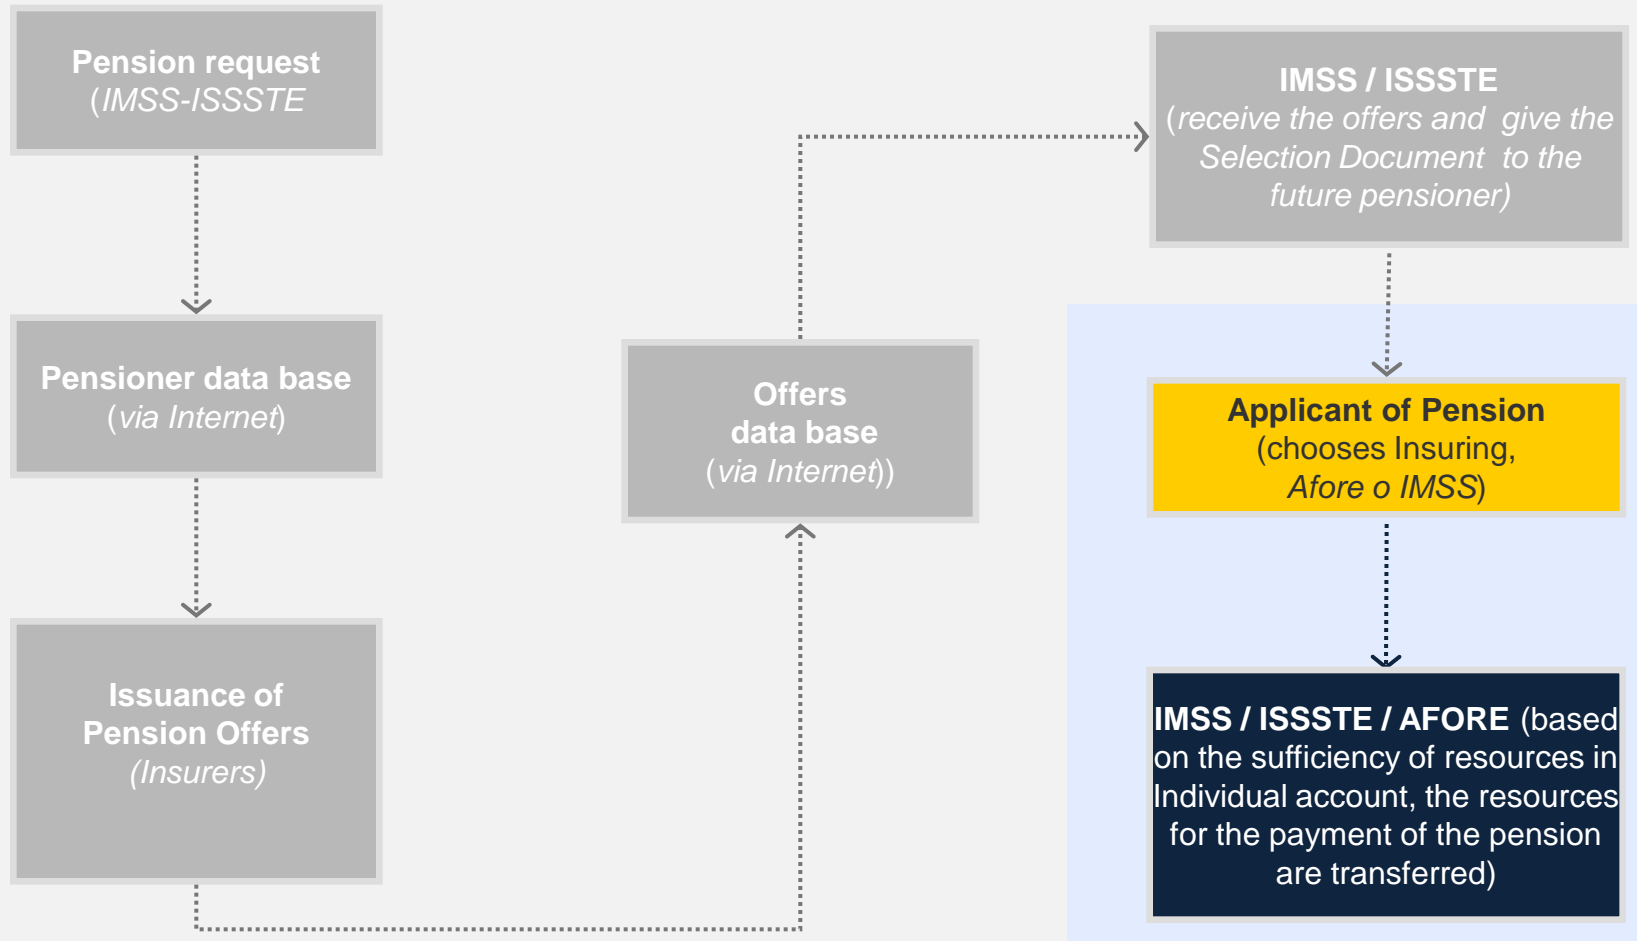 Pension request
(IMSS-ISSSTE
Pensioner data base
(via Internet)
Issuance of
Pension Offers
(Insurers)
Offers
data base
(via Internet))
IMSS / ISSSTE
(receive the offers and give the
Selection Document to the
future pensioner)
Applicant of Pension
(chooses Insuring,
Afore o IMSS)
IMSS / ISSSTE / AFORE (based
on the sufficiency of resources in
Individual account, the resources
for the payment of the pension
are transferred)